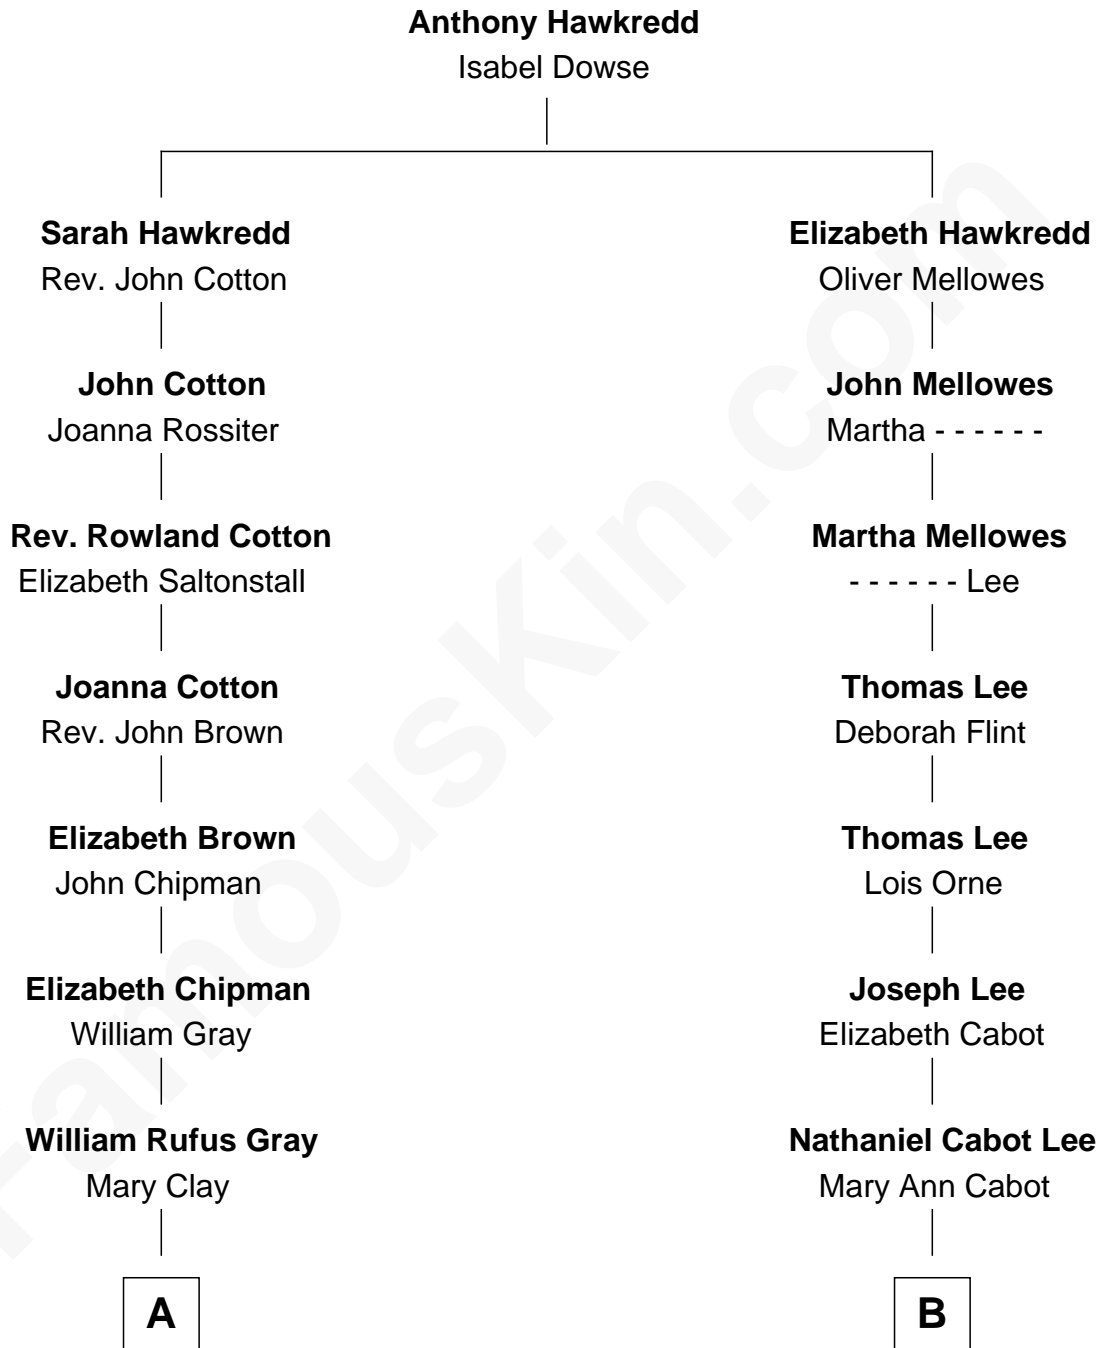 Anthony Hawkredd
Isabel Dowse
Sarah Hawkredd
Rev. John Cotton
John Cotton
Joanna Rossiter
Rev. Rowland Cotton
Elizabeth Saltonstall
Joanna Cotton
Rev. John Brown
Elizabeth Brown
John Chipman
Elizabeth Chipman
William Gray
William Rufus Gray
Mary Clay
A
Elizabeth Hawkredd
Oliver Mellowes
John Mellowes
Martha - - - - - -
Martha Mellowes
- - - - - - Lee
Thomas Lee
Deborah Flint
Thomas Lee
Lois Orne
Joseph Lee
Elizabeth Cabot
Nathaniel Cabot Lee
Mary Ann Cabot
B
FamousKin.com